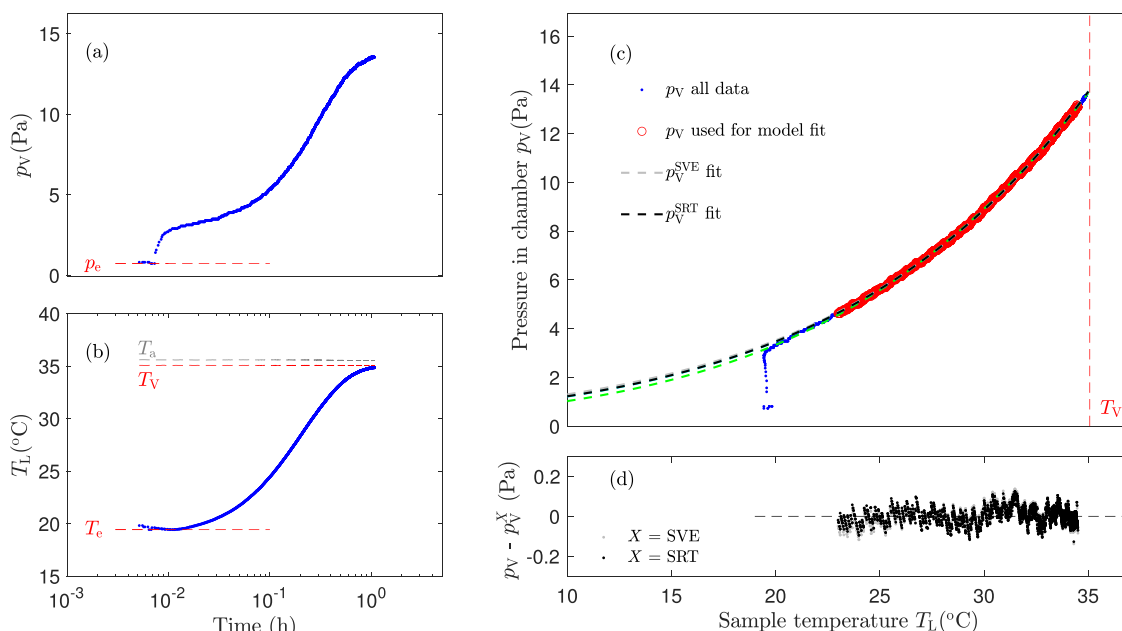 (a)
15
10
5
0
p_V(Pa)
p_e
(b)
40
35
30
25
20
15
T_L(°C)
T_a
T_V
T_e
10^-3
10^-2
10^-1
10^0
Time (h)
(c)
16
14
12
10
8
6
4
2
0
Pressure in chamber p_V(Pa)
p_V all data
p_V used for model fit
p_V^SVE fit
p_V^SRT fit
T_V
(d)
0.2
0
-0.2
p_V - p_V^X (Pa)
X = SVE
X = SRT
10
15
20
25
30
35
Sample temperature T_L(°C)